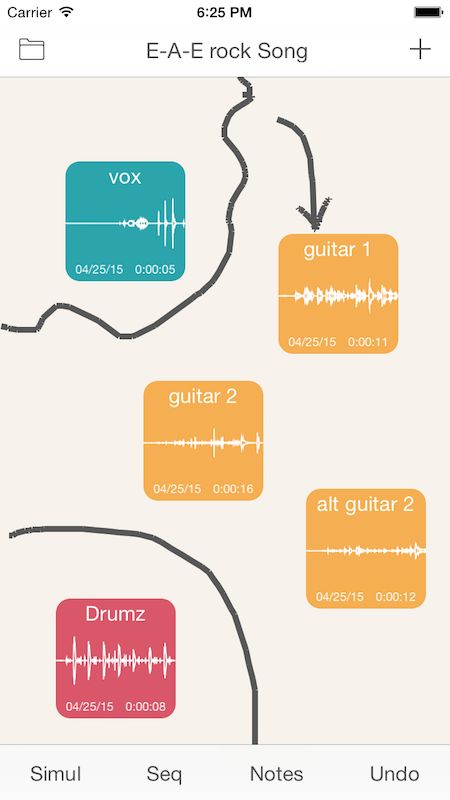 Carrier 6:25 PM
E-A-E rock Song
vox
04/25/15 0:00:05
guitar 1
04/25/15 0:00:11
guitar 2
04/25/15 0:00:16
alt guitar 2
04/25/15 0:00:12
Drumz
04/25/15 0:00:08
Simul Seq Notes Undo